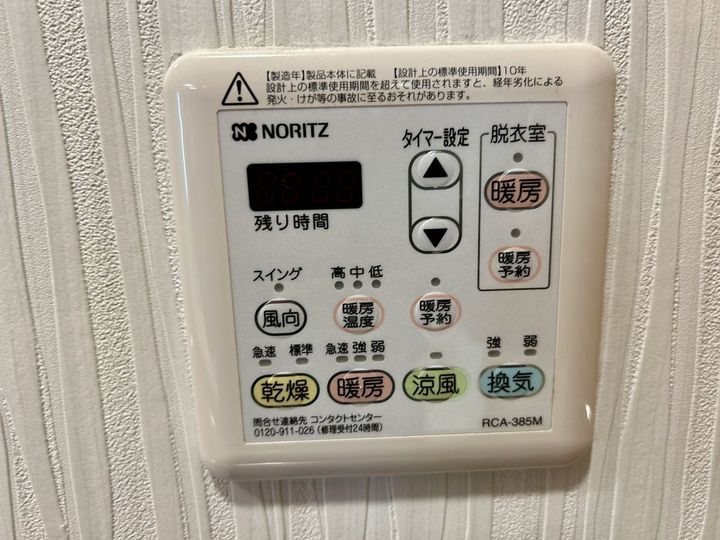 【製造年】製品本体に記載 【設計上の標準使用期間】10年
設計上の標準使用期間を超えて使用されますと、経年劣化による
発火・けが等の事故に至るおそれがあります。
NORITZ
タイマー設定
脱衣室
▲
暖房
残り時間
▼
暖房
予約
スイング
高 中 低
風向
暖房
温度
暖房
予約
急速 標準
急速 強 弱
強 弱
乾燥
暖房
涼風
換気
問合せ連絡先 コンタクトセンター
0120-911-026(修理受付24時間)
RCA-385M